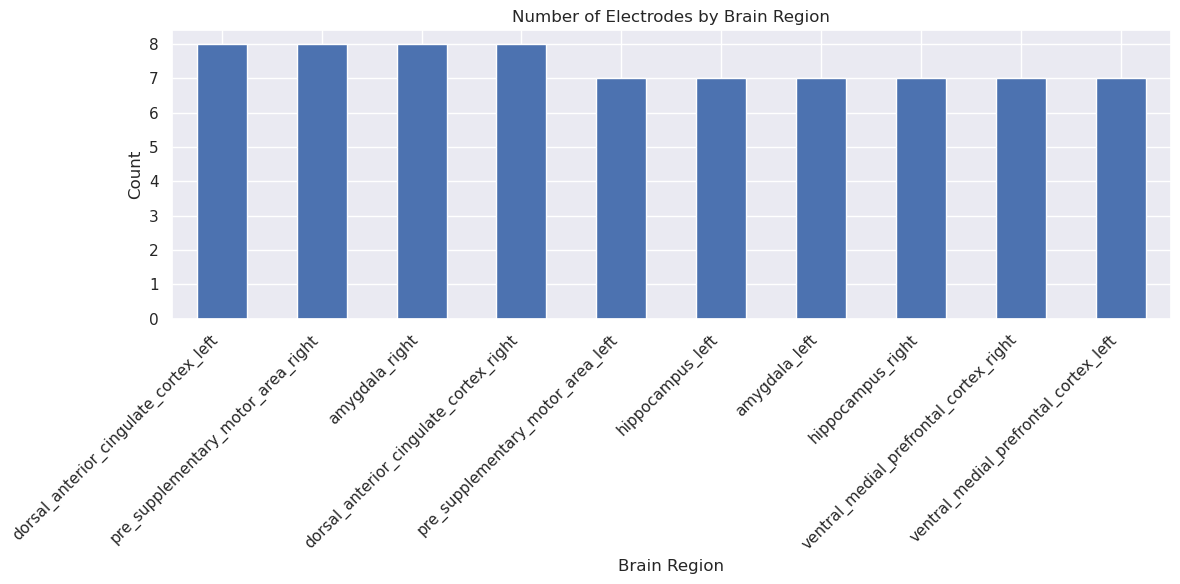 Number of Electrodes by Brain Region
Count
8
7
6
5
4
3
2
1
0
dorsal_anterior_cingulate_cortex_left
pre_supplementary_motor_area_right
amygdala_right
dorsal_anterior_cingulate_cortex_right
pre_supplementary_motor_area_left
hippocampus_left
amygdala_left
hippocampus_right
ventral_medial_prefrontal_cortex_right
ventral_medial_prefrontal_cortex_left
Brain Region